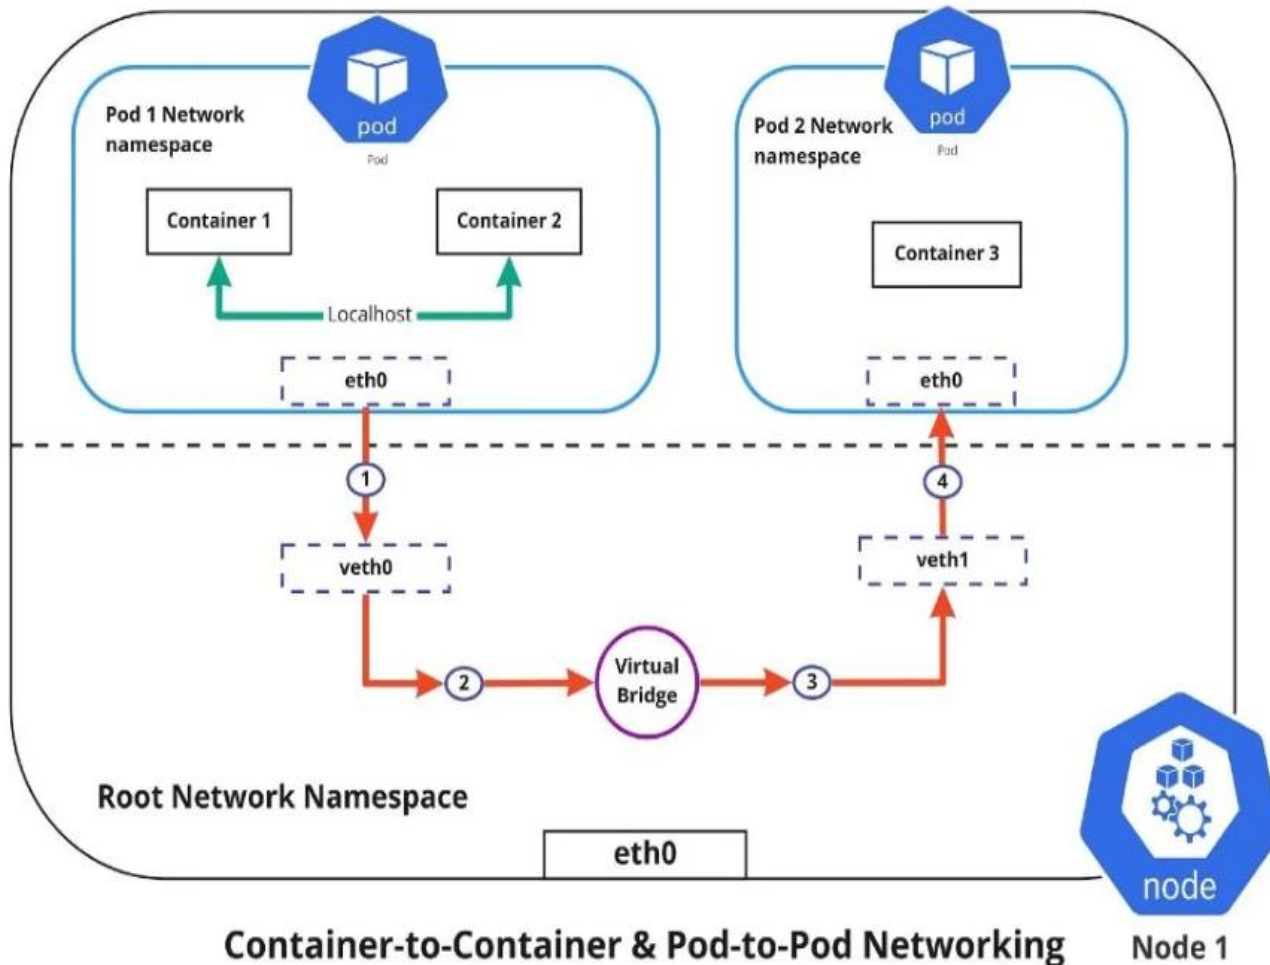 pod
Pod
Pod 1 Network
namespace
Container 1
Container 2
Localhost
eth0
pod
Pod
Pod 2 Network
namespace
Container 3
eth0
1
4
veth0
veth1
2
Virtual
Bridge
3
Root Network Namespace
eth0
node
Container-to-Container & Pod-to-Pod Networking
Node 1